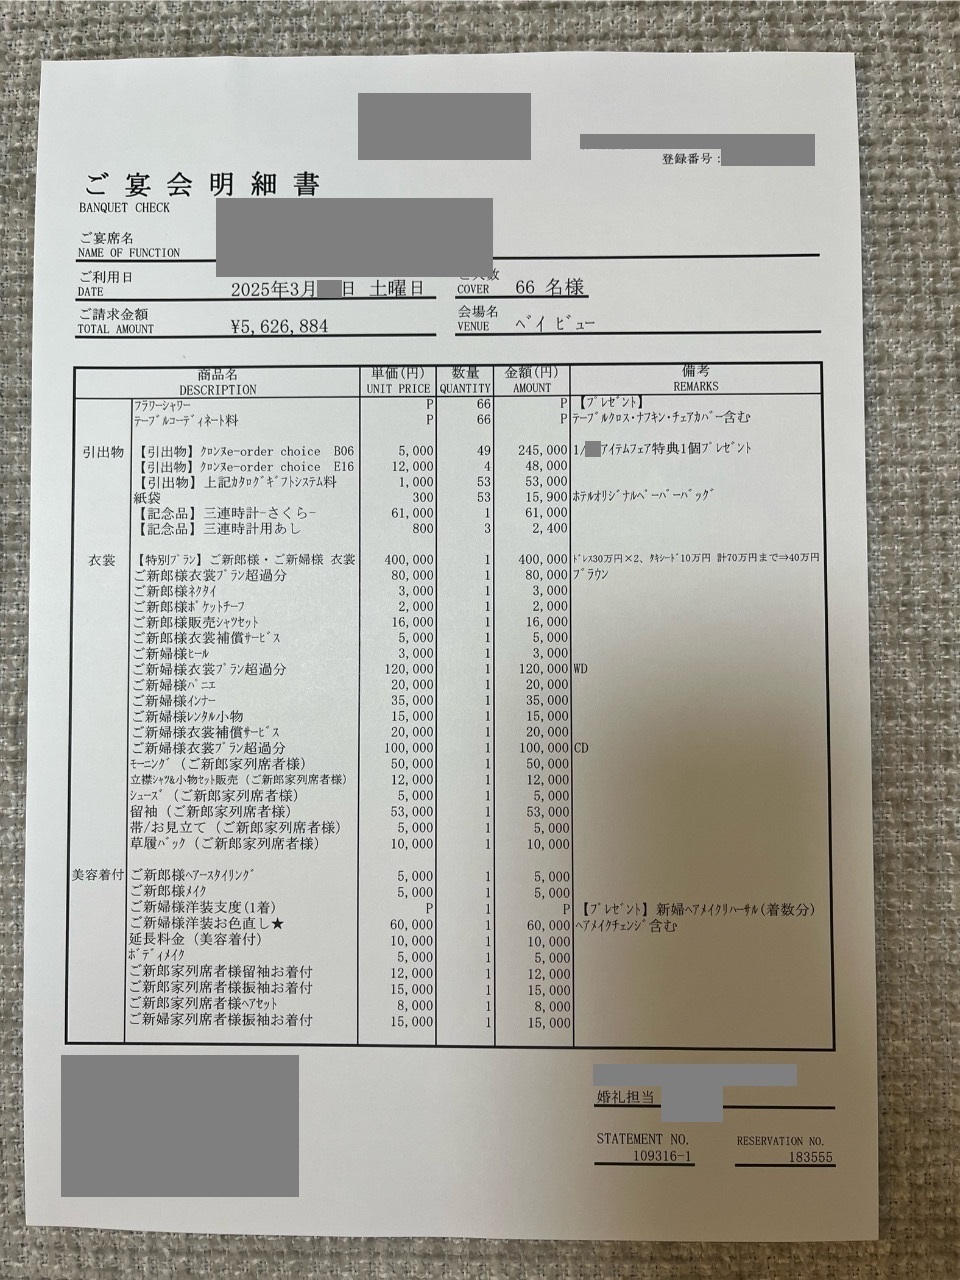 登録番号:
ご宴会明細書
BANQUET CHECK
ご宴席名
NAME OF FUNCTION
ご利用日
DATE
2025年3月 日 土曜日
COVER
66 名様
ご請求金額
TOTAL AMOUNT
¥5,626,884
会場名
VENUE
ﾍﾞｲ ﾋﾞｭｰ
商品名 単価(円) 数量 金額(円) 備考
DESCRIPTION UNIT PRICE QUANTITY AMOUNT REMARKS
ﾌﾗﾜｰｼｬﾜｰ P 66 P 【ﾌﾟﾚｾﾞﾝﾄ】
ﾃｰﾌﾞﾙｺｰﾃﾞｨﾈｰﾄ料 P 66 P ﾃｰﾌﾞﾙｸﾛｽ･ﾅﾌｷﾝ･ﾁｪｱｶﾊﾞｰ含む
引出物 【引出物】ｸﾛﾝﾇe-order choice B06 5,000 49 245,000 1/ ｱｲﾃﾑﾌｪｱ特典1個ﾌﾟﾚｾﾞﾝﾄ
【引出物】ｸﾛﾝﾇe-order choice E16 12,000 4 48,000
【引出物】上記ｶﾀﾛｸﾞｷﾞﾌﾄｼｽﾃﾑ料 1,000 53 53,000
紙袋 300 53 15,900 ﾎﾃﾙｵﾘｼﾞﾅﾙﾍﾟｰﾊﾟｰﾊﾞｯｸﾞ
【記念品】三連時計-さくら- 61,000 1 61,000
【記念品】三連時計用あし 800 3 2,400
衣裳 【特別ﾌﾟﾗﾝ】ご新郎様・ご新婦様 衣裳 400,000 1 400,000 ﾄﾞﾚｽ30万円×2、ﾀｷｼｰﾄﾞ10万円 計70万円まで⇒40万円
ご新郎様衣裳ﾌﾟﾗﾝ超過分 80,000 1 80,000 ﾌﾞﾗｳﾝ
ご新郎様ﾈｸﾀｲ 3,000 1 3,000
ご新郎様ﾎﾟｹｯﾄﾁｰﾌ 2,000 1 2,000
ご新郎様販売ｼｬﾂｾｯﾄ 16,000 1 16,000
ご新郎様衣裳補償ｻｰﾋﾞｽ 5,000 1 5,000
ご新婦様ﾋｰﾙ 3,000 1 3,000
ご新婦様衣裳ﾌﾟﾗﾝ超過分 120,000 1 120,000 WD
ご新婦様ﾊﾟﾆｴ 20,000 1 20,000
ご新婦様ｲﾝﾅｰ 35,000 1 35,000
ご新婦様ﾚﾝﾀﾙ小物 15,000 1 15,000
ご新婦様衣裳補償ｻｰﾋﾞｽ 20,000 1 20,000
ご新婦様衣裳ﾌﾟﾗﾝ超過分 100,000 1 100,000 CD
ﾓｰﾆﾝｸﾞ（ご新郎家列席者様） 50,000 1 50,000
立襟ｼｬﾂ&小物ｾｯﾄ販売（ご新郎家列席者様） 12,000 1 12,000
ｼｭｰｽﾞ（ご新郎家列席者様） 5,000 1 5,000
留袖（ご新郎家列席者様） 53,000 1 53,000
帯/お見立て（ご新郎家列席者様） 5,000 1 5,000
草履ﾊﾞｯｸ（ご新郎家列席者様） 10,000 1 10,000
美容着付 ご新郎様ﾍｱｰｽﾀｲﾘﾝｸﾞ 5,000 1 5,000
ご新郎様ﾒｲｸ 5,000 1 5,000
ご新婦様洋装支度(1着) P 1 P 【ﾌﾟﾚｾﾞﾝﾄ】新婦ﾍｱﾒｲｸﾘﾊｰｻﾙ(着数分)
ご新婦様洋装お色直し★ 60,000 1 60,000 ﾍｱﾒｲｸﾁｪﾝｼﾞ含む
延長料金（美容着付） 10,000 1 10,000
ﾎﾞﾃﾞｨﾒｲｸ 5,000 1 5,000
ご新郎家列席者様留袖お着付 12,000 1 12,000
ご新郎家列席者様振袖お着付 15,000 1 15,000
ご新郎家列席者様ﾍｱｾｯﾄ 8,000 1 8,000
ご新婦家列席者様振袖お着付 15,000 1 15,000
婚礼担当
STATEMENT NO.
109316-1
RESERVATION NO.
183555